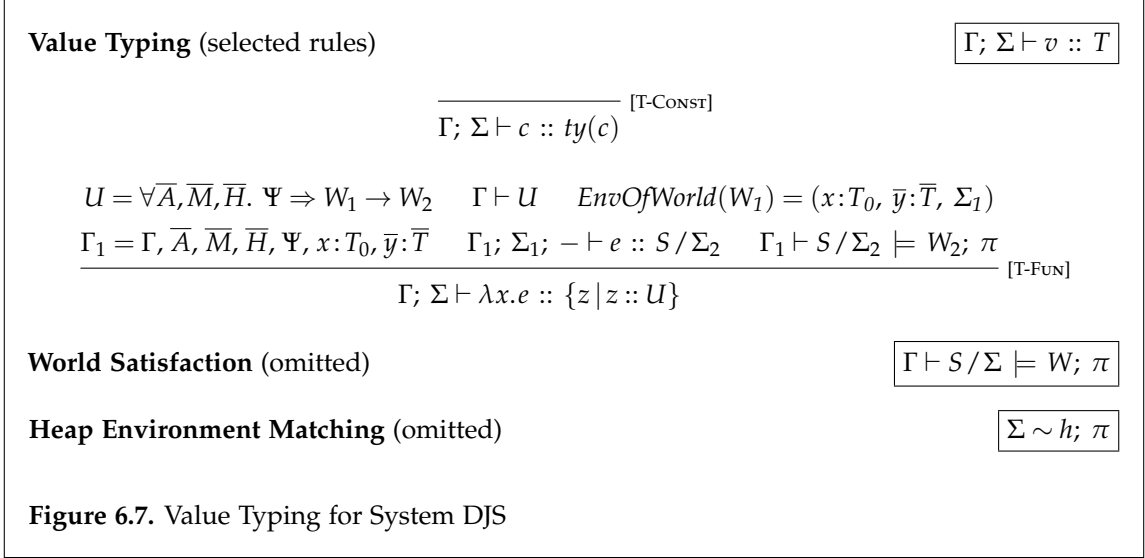 Value Typing (selected rules) Γ; Σ ⊢ v :: T
[T-Const]
Γ; Σ ⊢ c :: ty(c)
U = ∀A̅, M̅, H̅. Ψ ⇒ W₁ → W₂ Γ ⊢ U EnvOfWorld(W₁) = (x:T₀, y̅:T̅, Σ₁)
Γ₁ = Γ, A̅, M̅, H̅, Ψ, x:T₀, y̅:T̅ Γ₁; Σ₁; − ⊢ e :: S/Σ₂ Γ₁ ⊢ S/Σ₂ ⊨ W₂; π
[T-Fun]
Γ; Σ ⊢ λx.e :: {z | z :: U}
World Satisfaction (omitted) Γ ⊢ S/Σ ⊨ W; π
Heap Environment Matching (omitted) Σ ∼ h; π
Figure 6.7. Value Typing for System DJS